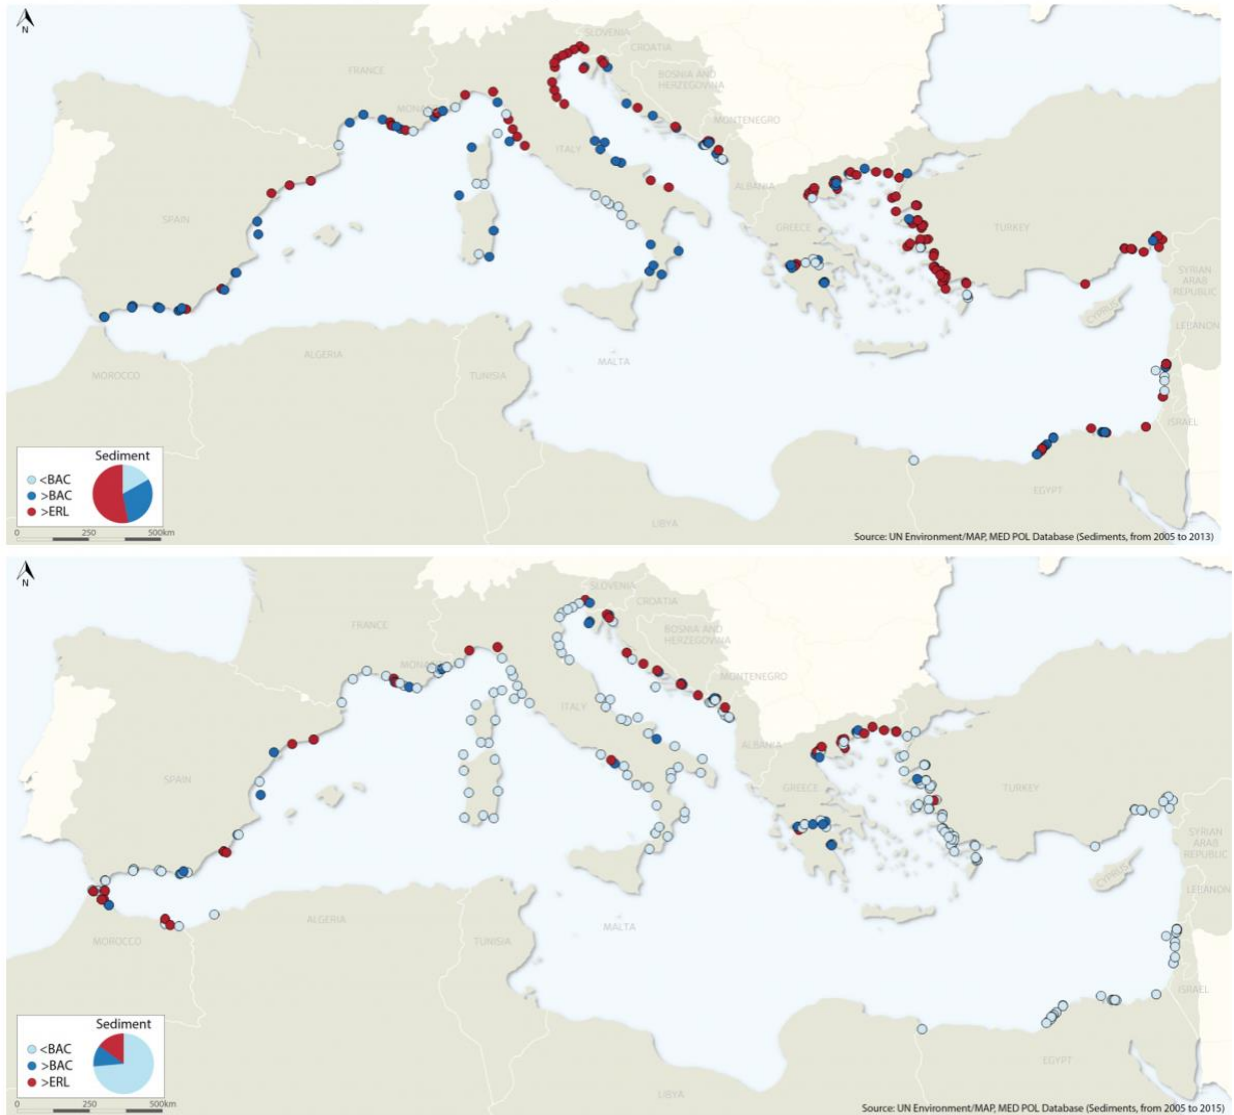 N
SLOVENIA
CROATIA
FRANCE
BOSNIA AND
HERZEGOVINA
MONTENEGRO
ITALY
ALBANIA
SPAIN
GREECE
TURKEY
SYRIAN
ARAB
REPUBLIC
CYPRUS
LEBANON
ALGERIA
MALTA
MOROCCO
TUNISIA
ISRAEL
EGYPT
LIBYA
Sediment
<BAC
>BAC
>ERL
0 250 500km
Source: UN Environment/MAP, MED POL Database (Sediments, from 2005 to 2013)
N
SLOVENIA
CROATIA
FRANCE
BOSNIA AND
HERZEGOVINA
MONTENEGRO
ITALY
ALBANIA
SPAIN
GREECE
TURKEY
SYRIAN
ARAB
REPUBLIC
CYPRUS
LEBANON
ALGERIA
MALTA
MOROCCO
TUNISIA
ISRAEL
EGYPT
LIBYA
Sediment
<BAC
>BAC
>ERL
0 250 500km
Source: UN Environment/MAP, MED POL Database (Sediments, from 2005 to 2015)